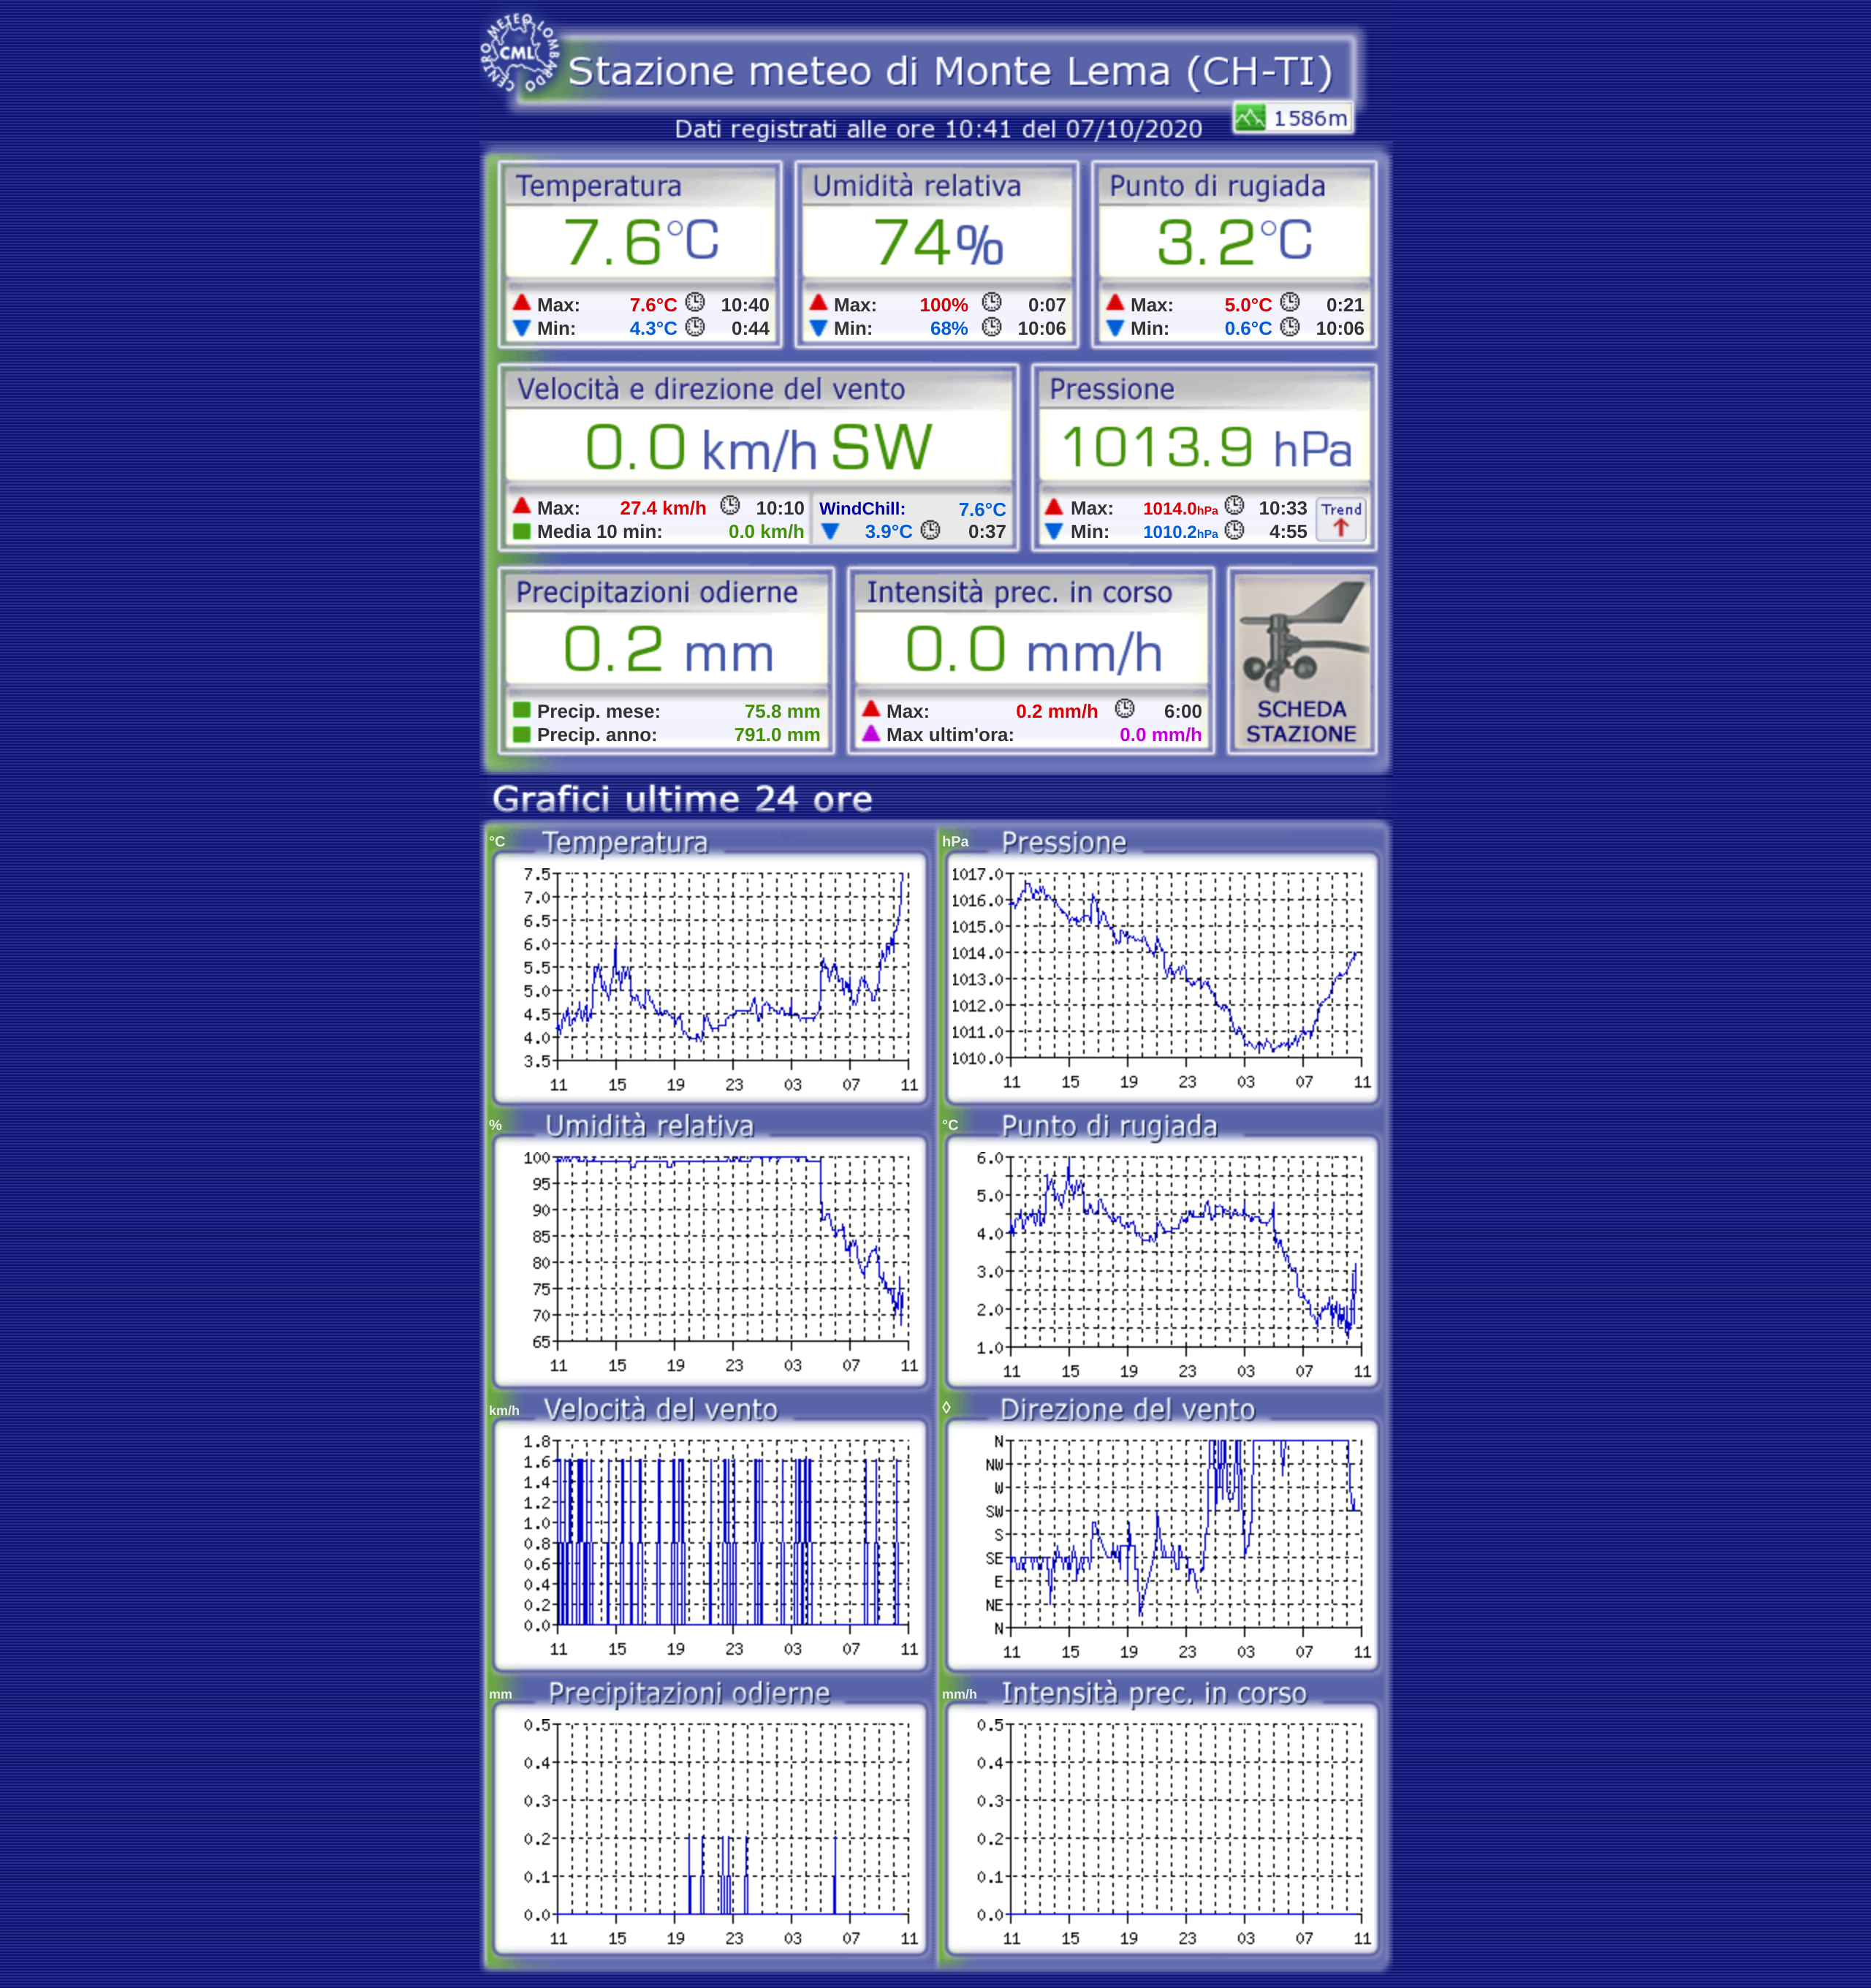 CENTRO METEO LOMBARDO
CML
Stazione meteo di Monte Lema (CH-TI)
1586m
Dati registrati alle ore 10:41 del 07/10/2020
Temperatura Umidità relativa Punto di rugiada
7.6°C 74% 3.2°C
Max: 7.6°C 10:40 Max: 100% 0:07 Max: 5.0°C 0:21
Min: 4.3°C 0:44 Min: 68% 10:06 Min: 0.6°C 10:06
Velocità e direzione del vento Pressione
0.0 km/h SW 1013.9 hPa
Max: 27.4 km/h 10:10 WindChill: 7.6°C Max: 1014.0hPa 10:33 Trend
Media 10 min: 0.0 km/h 3.9°C 0:37 Min: 1010.2hPa 4:55
Precipitazioni odierne Intensità prec. in corso
0.2 mm 0.0 mm/h
Precip. mese: 75.8 mm Max: 0.2 mm/h 6:00 SCHEDA
Precip. anno: 791.0 mm Max ultim'ora: 0.0 mm/h STAZIONE
Grafici ultime 24 ore
°C Temperatura
7.5
7.0
6.5
6.0
5.5
5.0
4.5
4.0
3.5
11 15 19 23 03 07 11
hPa Pressione
1017.0
1016.0
1015.0
1014.0
1013.0
1012.0
1011.0
1010.0
11 15 19 23 03 07 11
% Umidità relativa
100
95
90
85
80
75
70
65
11 15 19 23 03 07 11
°C Punto di rugiada
6.0
5.0
4.0
3.0
2.0
1.0
11 15 19 23 03 07 11
km/h Velocità del vento
1.8
1.6
1.4
1.2
1.0
0.8
0.6
0.4
0.2
0.0
11 15 19 23 03 07 11
◊ Direzione del vento
N
NW
W
SW
S
SE
E
NE
N
11 15 19 23 03 07 11
mm Precipitazioni odierne
0.5
0.4
0.3
0.2
0.1
0.0
11 15 19 23 03 07 11
mm/h Intensità prec. in corso
0.5
0.4
0.3
0.2
0.1
0.0
11 15 19 23 03 07 11